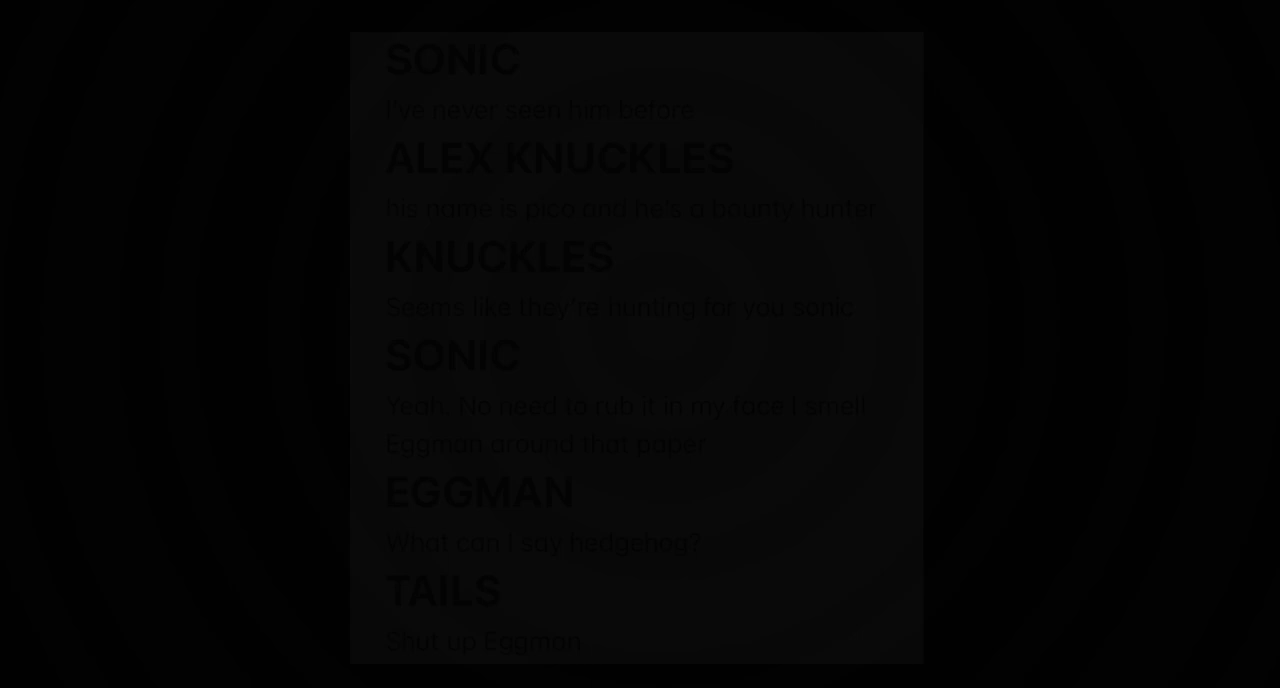 SONIC
I've never seen him before
ALEX KNUCKLES
his name is pico and he's a bounty hunter
KNUCKLES
Seems like they're hunting for you sonic
SONIC
Yeah. No need to rub it in my face I smell
Eggman around that paper
EGGMAN
What can I say hedgehog?
TAILS
Shut up Eggman